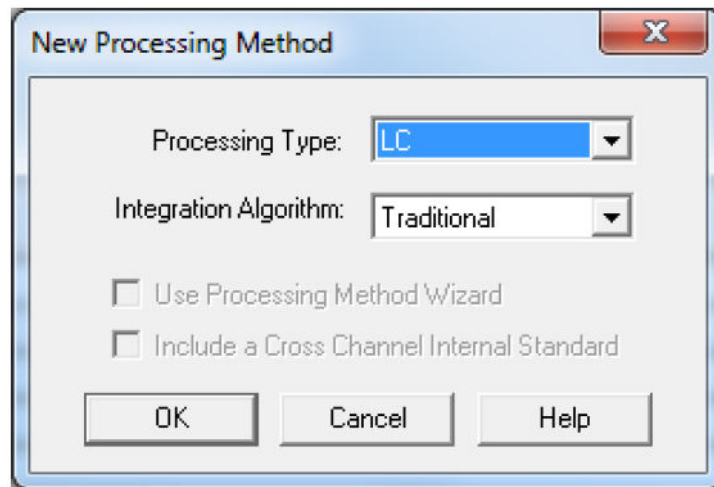 New Processing Method
Processing Type: LC
Integration Algorithm: Traditional
Use Processing Method Wizard
Include a Cross Channel Internal Standard
OK Cancel Help